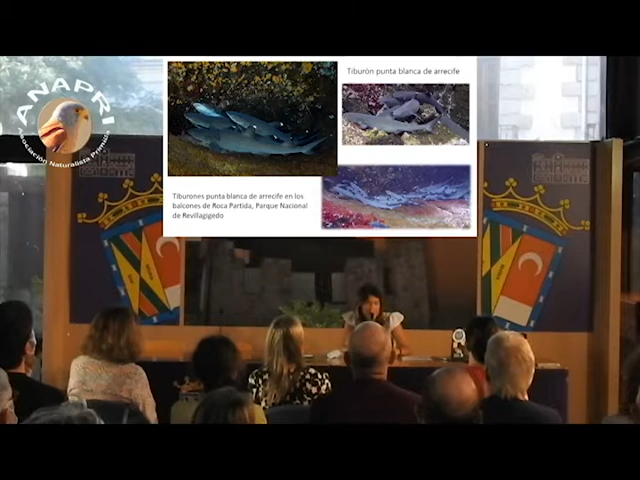 ANAPRI
Asociación Naturalista Primilla
Tiburón punta blanca de arrecife
Tiburones punta blanca de arrecife en los
balcones de Roca Partida, Parque Nacional
de Revillagigedo